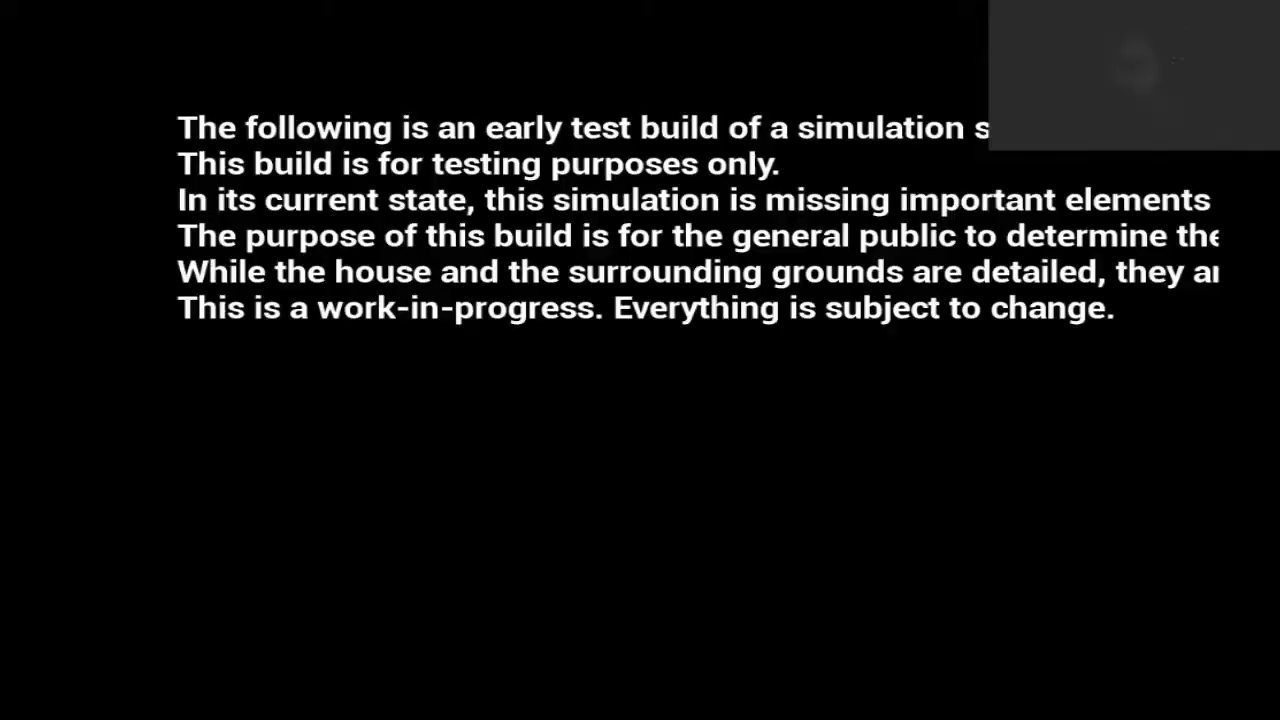 The following is an early test build of a simulation
This build is for testing purposes only.
In its current state, this simulation is missing important elements
The purpose of this build is for the general public to determine the
While the house and the surrounding grounds are detailed, they
This is a work-in-progress. Everything is subject to change.